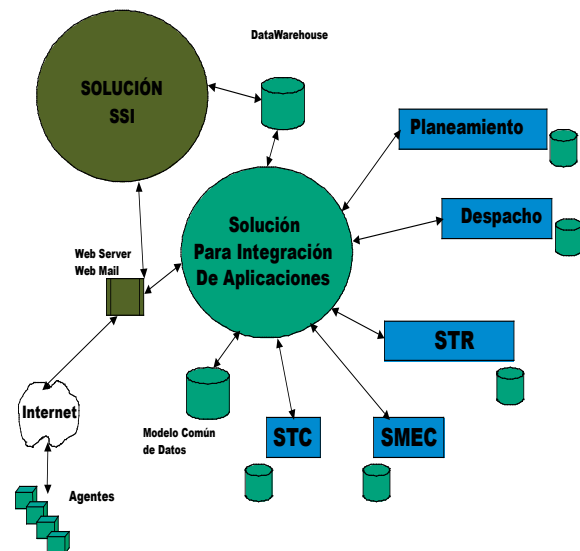 DataWarehouse
SOLUCIÓN
SSI
Planeamiento
Despacho
Solución
Para Integración
De Aplicaciones
Web Server
Web Mail
STR
Internet
Modelo Común
de Datos
STC
SMEC
Agentes